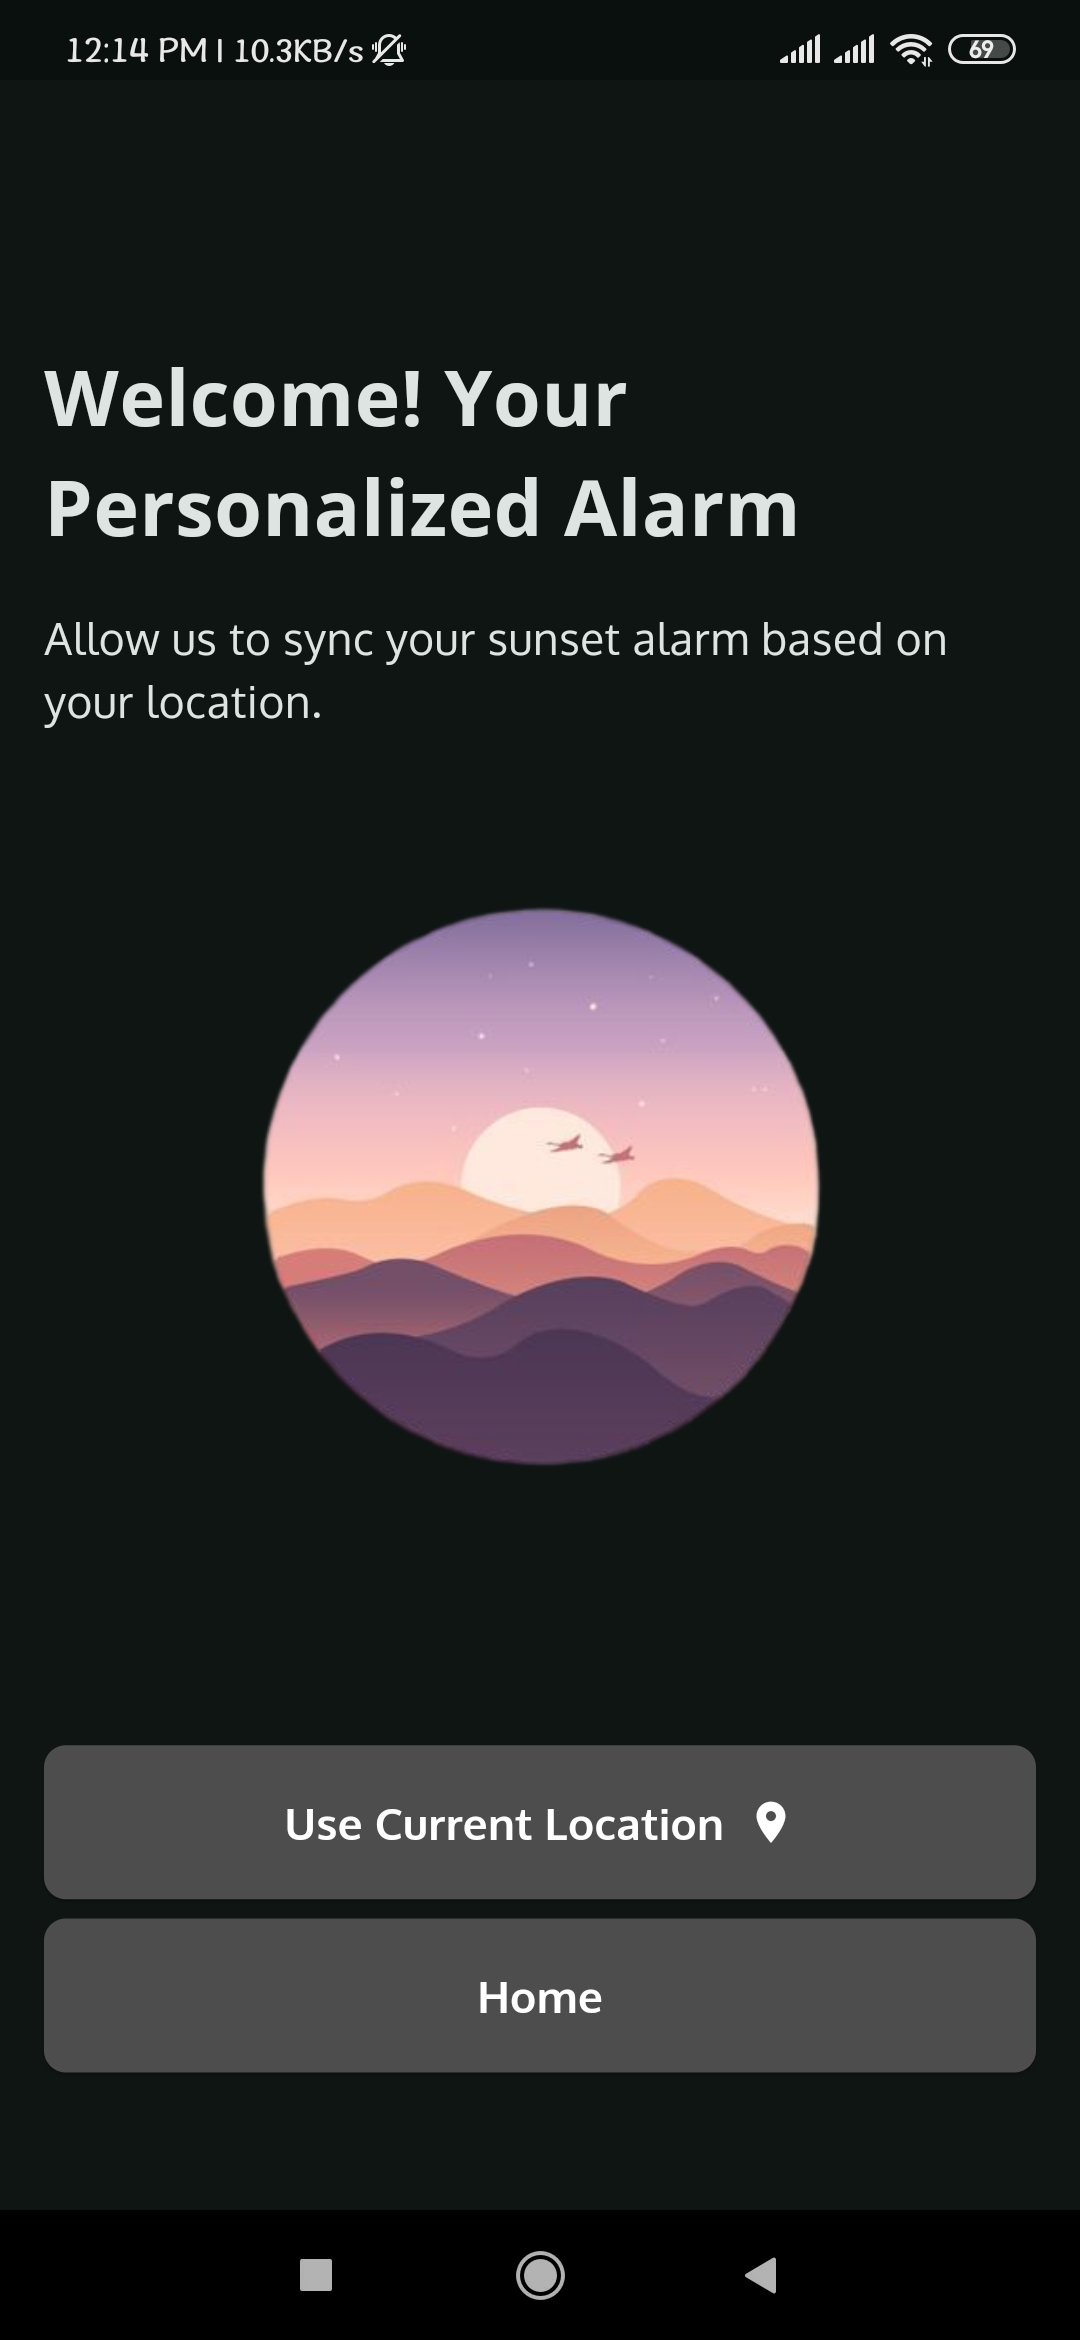 12:14 PM | 10.3KB/s 69
Welcome! Your
Personalized Alarm
Allow us to sync your sunset alarm based on
your location.
Use Current Location
Home